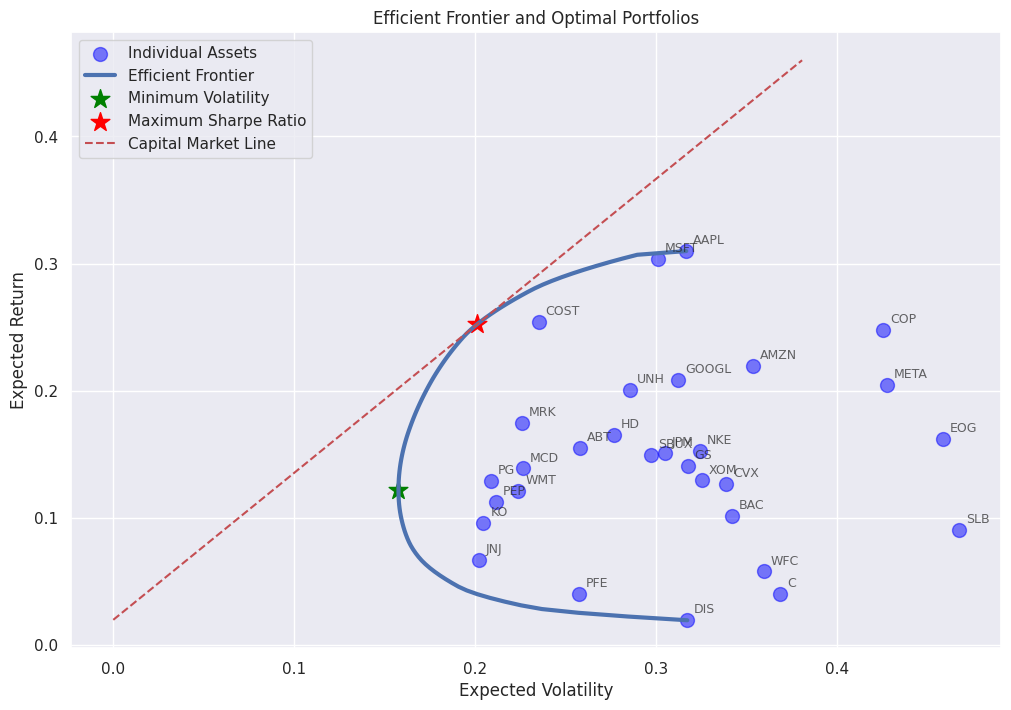 Efficient Frontier and Optimal Portfolios
Individual Assets
Efficient Frontier
Minimum Volatility
Maximum Sharpe Ratio
Capital Market Line
0.4
0.3
0.2
0.1
0.0
Expected Return
MSFT
AAPL
COST
COP
AMZN
GOOGL
META
UNH
MRK
HD
EOG
ABT
SBUX
JPM
NKE
GS
MCD
PG
WMT
XOM
CVX
PEP
KO
BAC
SLB
JNJ
WFC
PFE
C
DIS
0.0
0.1
0.2
0.3
0.4
Expected Volatility